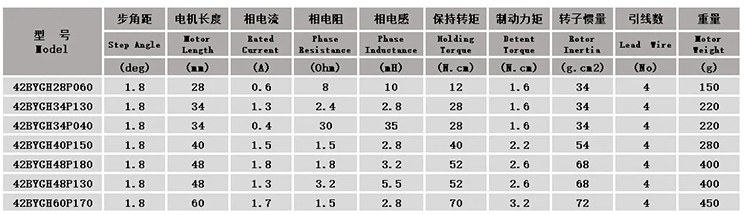 型 号 步角距 电机长度 相电流 相电阻 相电感 保持转矩 制动力矩 转子惯量 引线数 重量
Model Step Angle Motor Length Rated Current Phase Resistance Phase Inductance Holding Torque Detent Torque Rotor Inertia Lead Wire Motor Weight
(deg) (mm) (A) (Ohm) (mH) (N.cm) (N.cm) (g.cm2) (No) (g)
42BYGH28P060 1.8 28 0.6 8 10 12 1.6 34 4 150
42BYGH34P130 1.8 34 1.3 2.4 2.8 28 1.6 34 4 220
42BYGH34P040 1.8 34 0.4 30 35 28 1.6 34 4 220
42BYGH40P150 1.8 40 1.5 1.5 2.8 40 2.2 54 4 280
42BYGH48P180 1.8 48 1.8 1.8 3.2 52 2.6 68 4 400
42BYGH48P130 1.8 48 1.3 3.2 5.5 52 2.6 68 4 400
42BYGH60P170 1.8 60 1.7 1.5 2.8 70 3.2 72 4 450